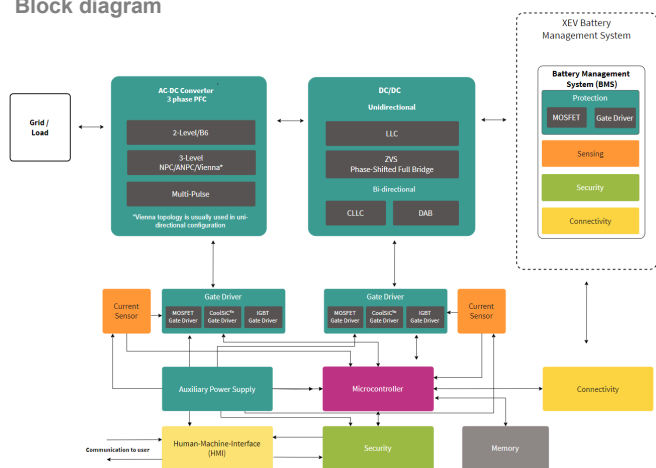 Block diagram
XEV Battery
Management System
Grid /
Load
AC-DC Converter
3 phase PFC
2-Level/B6
3-Level
NPC/ANPC/Vienna*
Multi-Pulse
*Vienna topology is usually used in uni-
directional configuration
DC/DC
Unidirectional
LLC
ZVS
Phase-Shifted Full Bridge
Bi-directional
CLLC
DAB
Battery Management
System (BMS)
Protection
MOSFET
Gate Driver
Sensing
Security
Connectivity
Current
Sensor
Gate Driver
MOSFET
Gate Driver
CoolSiC™
Gate Driver
IGBT
Gate Driver
Gate Driver
MOSFET
Gate Driver
CoolSiC™
Gate Driver
IGBT
Gate Driver
Current
Sensor
Auxiliary Power Supply
Microcontroller
Connectivity
Communication to user
Human-Machine-Interface
(HMI)
Security
Memory